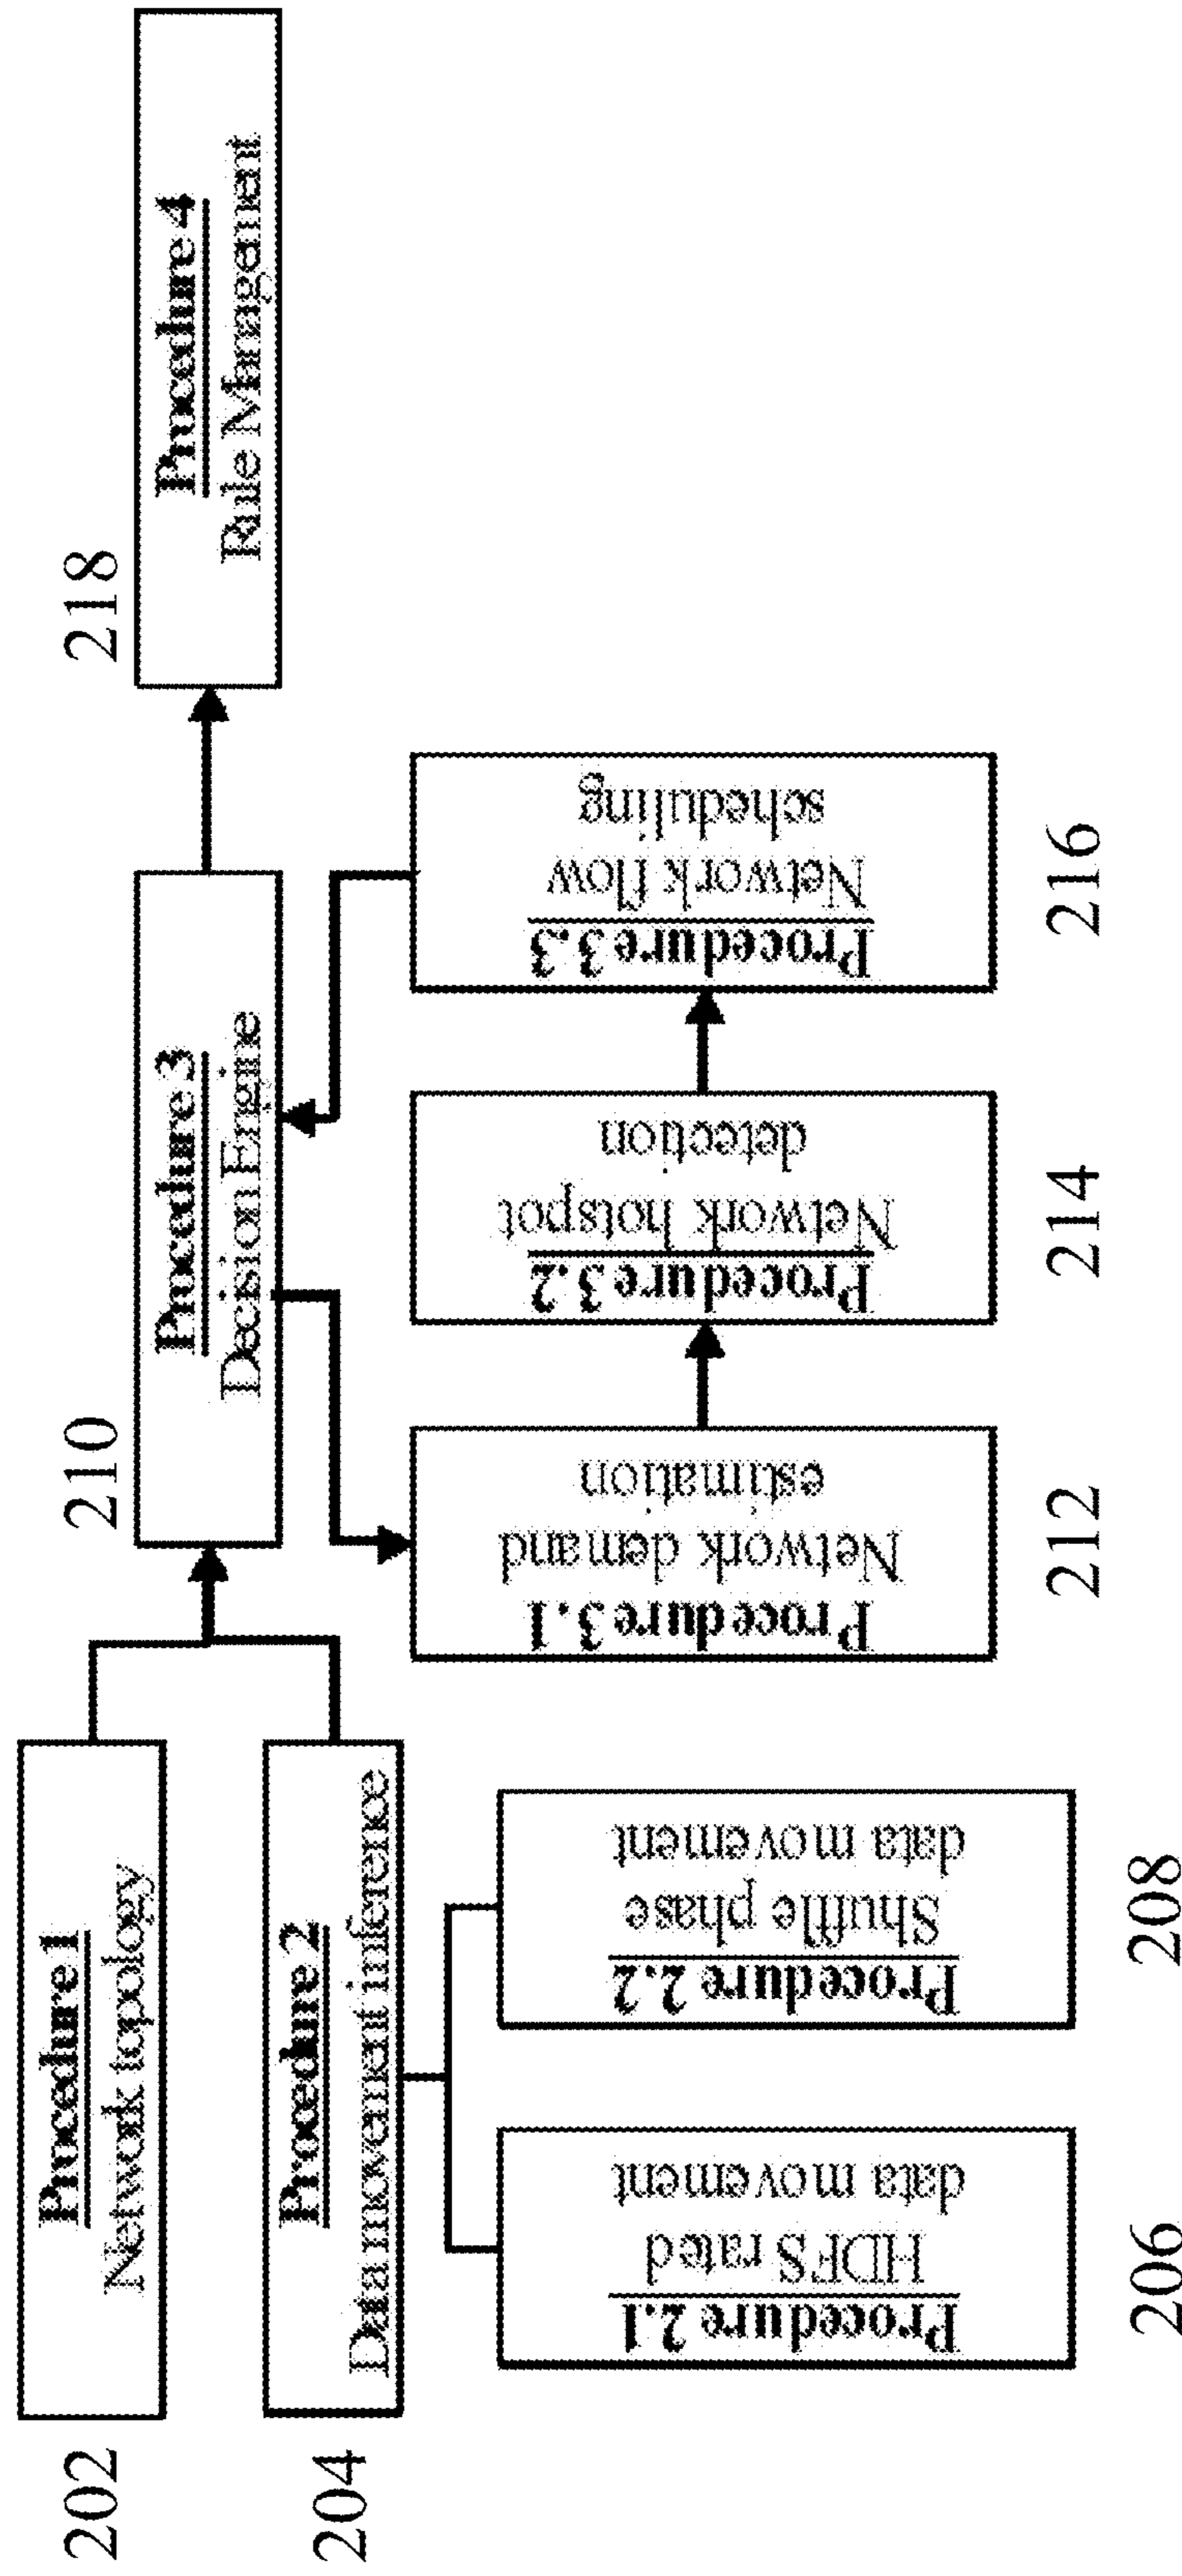 202
Procedure 1
Network topology
204
Procedure 2
Data movement inference
206
Procedure 2.1
HDFS rated
data movement
208
Procedure 2.2
Shuffle phase
data movement
210
Procedure 3
Decision Engine
212
Procedure 3.1
Network demand
estimation
214
Procedure 3.2
Network hotspot
detection
216
Procedure 3.3
Network flow
scheduling
218
Procedure 4
Rule Management